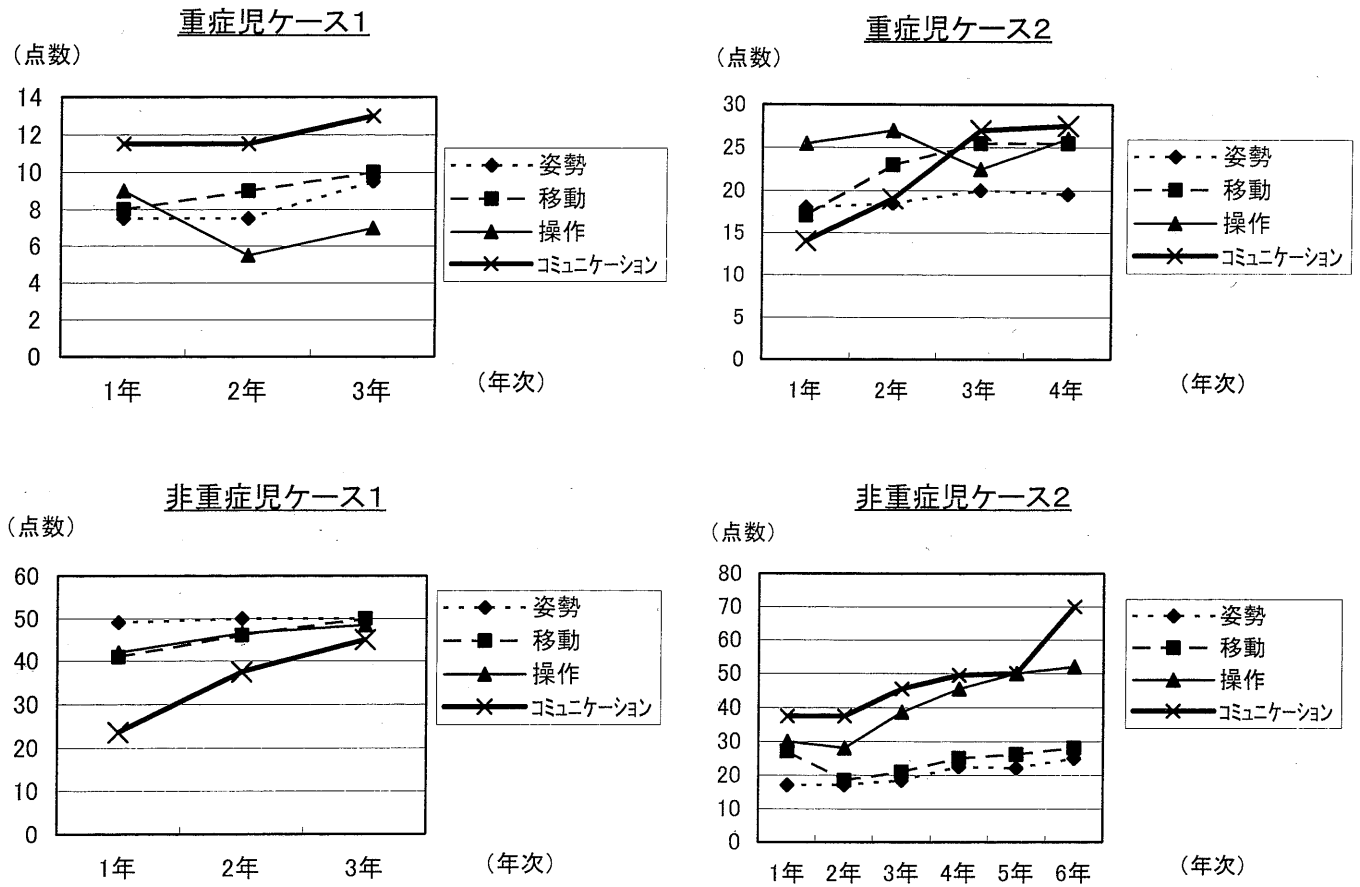 重症児ケース1
(点数)
14
12
10
8
6
4
2
0
1年 2年 3年
(年次)
姿勢
移動
操作
コミュニケーション
重症児ケース2
(点数)
30
25
20
15
10
5
0
1年 2年 3年 4年
(年次)
姿勢
移動
操作
コミュニケーション
非重症児ケース1
(点数)
60
50
40
30
20
10
0
1年 2年 3年
(年次)
姿勢
移動
操作
コミュニケーション
非重症児ケース2
(点数)
80
70
60
50
40
30
20
10
0
1年 2年 3年 4年 5年 6年
(年次)
姿勢
移動
操作
コミュニケーション